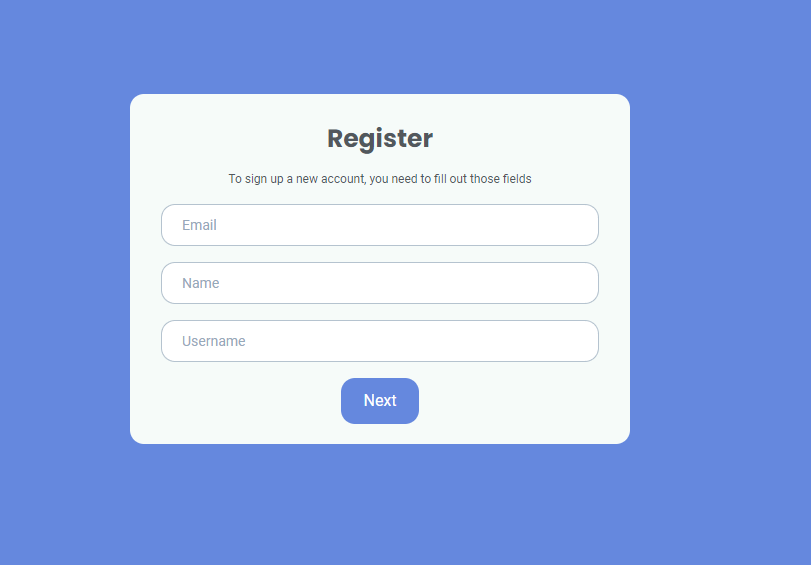 Register
To sign up a new account, you need to fill out those fields
Email
Name
Username
Next